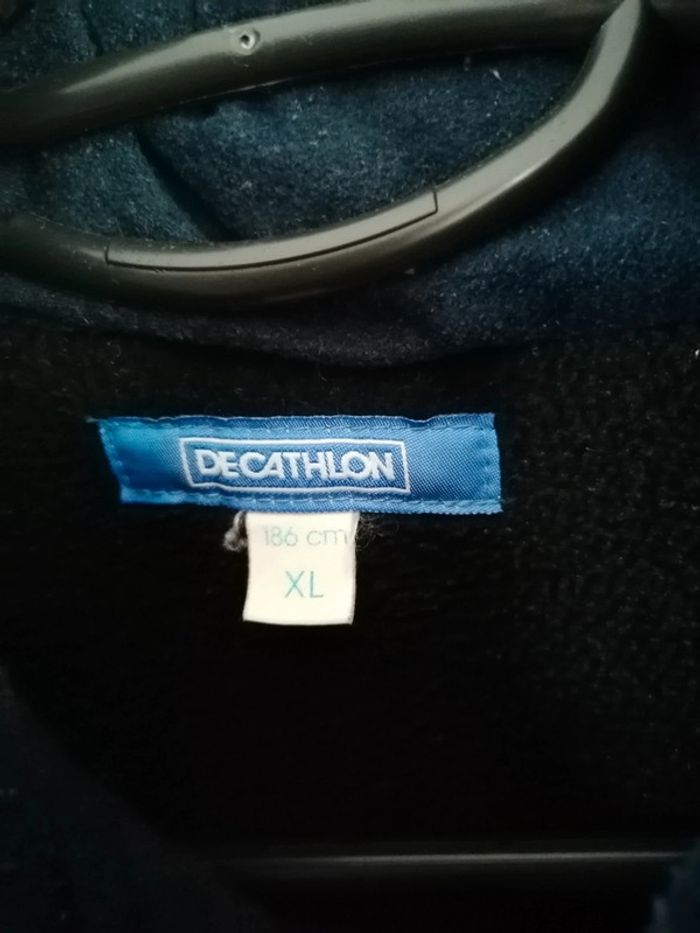 DECATHLON
186 cm
XL